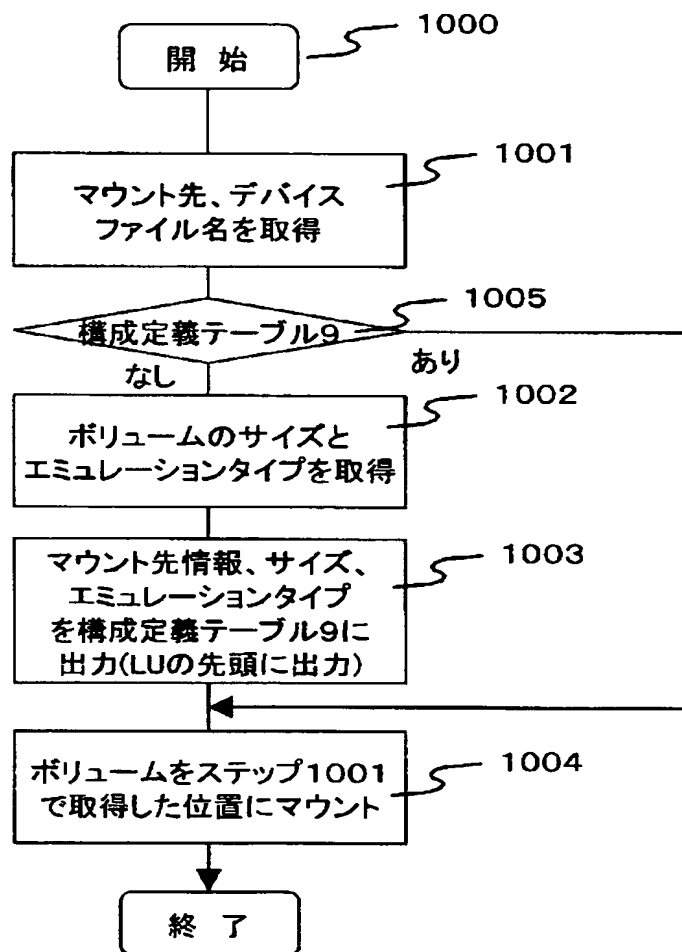 1000
開 始
1001
マウント先、デバイス
ファイル名を取得
1005
構成定義テーブル9
あり
なし
1002
ボリュームのサイズと
エミュレーションタイプを取得
1003
マウント先情報、サイズ、
エミュレーションタイプ
を構成定義テーブル9に
出力(LUの先頭に出力)
1004
ボリュームをステップ1001
で取得した位置にマウント
終 了